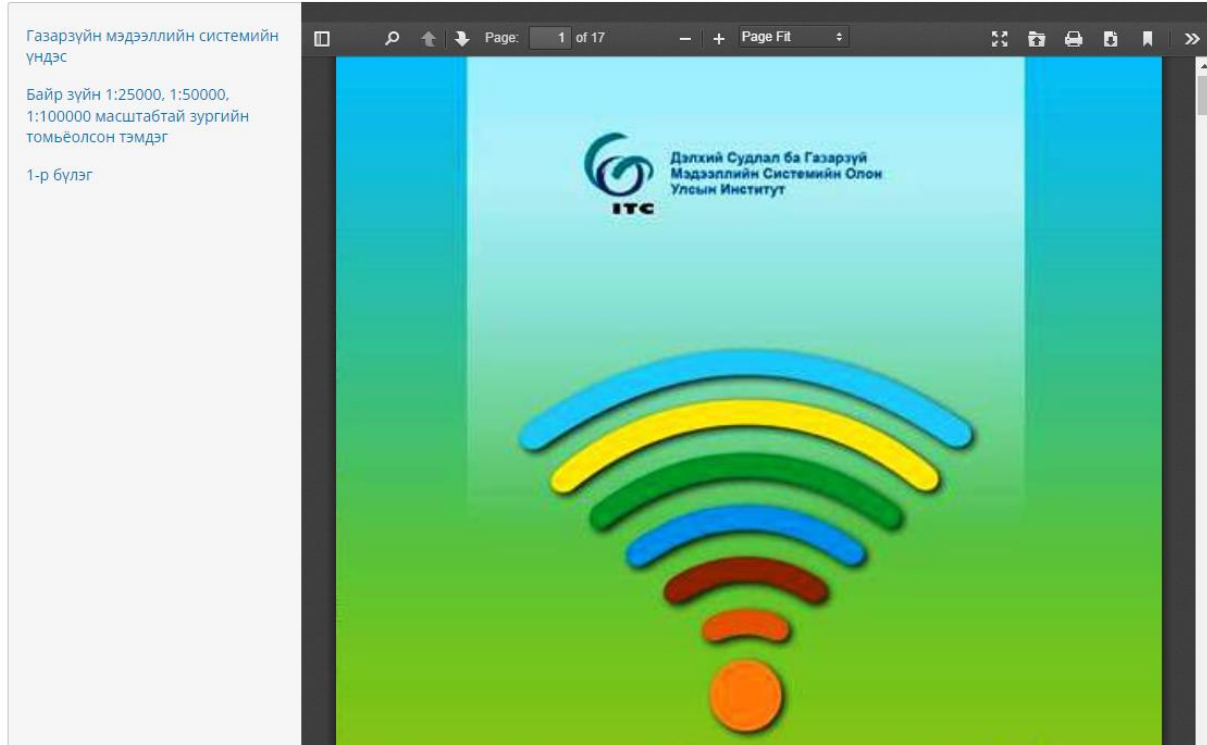 Газарзүйн мэдээллийн системийн
үндэс
Байр зүйн 1:25000, 1:50000,
1:100000 масштабтай зургийн
томьёолсон тэмдэг
1-р бүлэг
Page: 1 of 17
Page Fit
Дэлхий Судлал ба Газарзүй
Мэдээллийн Системийн Олон
Улсын Институт
ITC